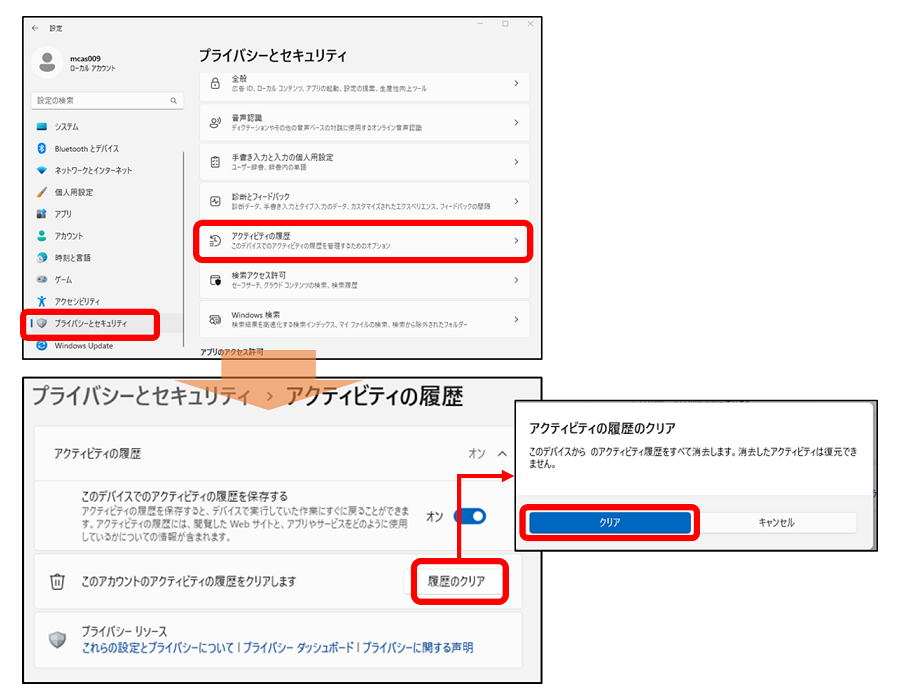 設定
mcas009
ローカル アカウント
設定の検索
システム
Bluetooth とデバイス
ネットワークとインターネット
個人用設定
アプリ
アカウント
時刻と言語
ゲーム
アクセシビリティ
プライバシーとセキュリティ
Windows Update
プライバシーとセキュリティ
全般
広告 ID、ローカル コンテンツ、アプリの起動、設定の提案、生産性向上ツール
音声認識
ディクテーションやその他の音声ベースの対話に使用するオンライン音声認識
手書き入力と入力の個人用設定
ユーザー辞書、辞書内の単語
診断とフィードバック
診断データ、手書き入力とタイプ入力のデータ、カスタマイズされたエクスペリエンス、フィードバックの間隔
アクティビティの履歴
このデバイスでのアクティビティの履歴を管理するためのオプション
検索アクセス許可
セーフサーチ、クラウド コンテンツの検索、検索履歴
Windows 検索
検索結果を高速化する検索インデックス、マイ ファイルの検索、検索から除外されたフォルダー
アプリのアクセス許可
プライバシーとセキュリティ › アクティビティの履歴
アクティビティの履歴 オン
このデバイスでのアクティビティの履歴を保存する
アクティビティの履歴を保存すると、デバイスで実行していた作業にすぐに戻ることができま
す。アクティビティの履歴には、閲覧した Web サイトと、アプリやサービスをどのように使用
しているかについての情報が含まれます。
オン
このアカウントのアクティビティの履歴をクリアします 履歴のクリア
プライバシー リソース
これらの設定とプライバシーについて | プライバシー ダッシュボード | プライバシーに関する声明
アクティビティの履歴のクリア
このデバイスから のアクティビティ履歴をすべて消去します。消去したアクティビティは復元でき
ません。
クリア キャンセル